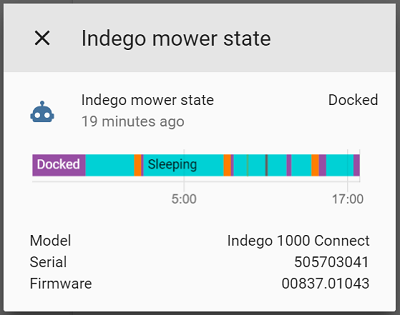 Indego mower state
Indego mower state Docked
19 minutes ago
Docked Sleeping
5:00 17:00
Model Indego 1000 Connect
Serial 505703041
Firmware 00837.01043